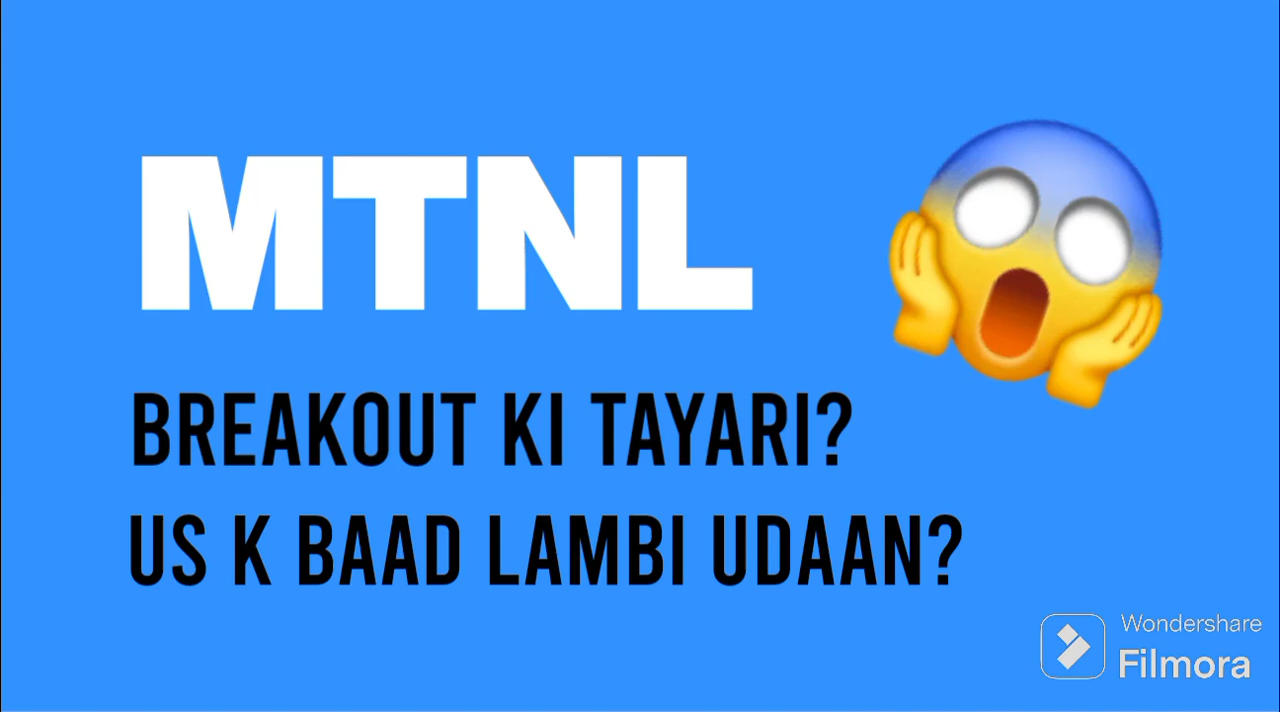 MTNL
BREAKOUT KI TAYARI?
US K BAAD LAMBI UDAAN?
Wondershare
Filmora